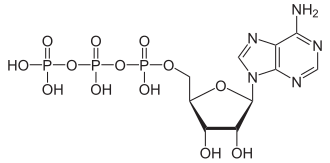 NH₂
O O O N N
HO P O P O P O O N N
OH OH OH
OH OH